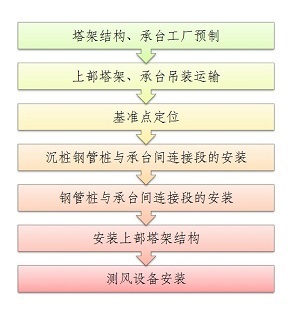 塔架结构、承台工厂预制
上部塔架、承台吊装运输
基准点定位
沉桩钢管桩与承台间连接段的安装
钢管桩与承台间连接段的安装
安装上部塔架结构
测风设备安装